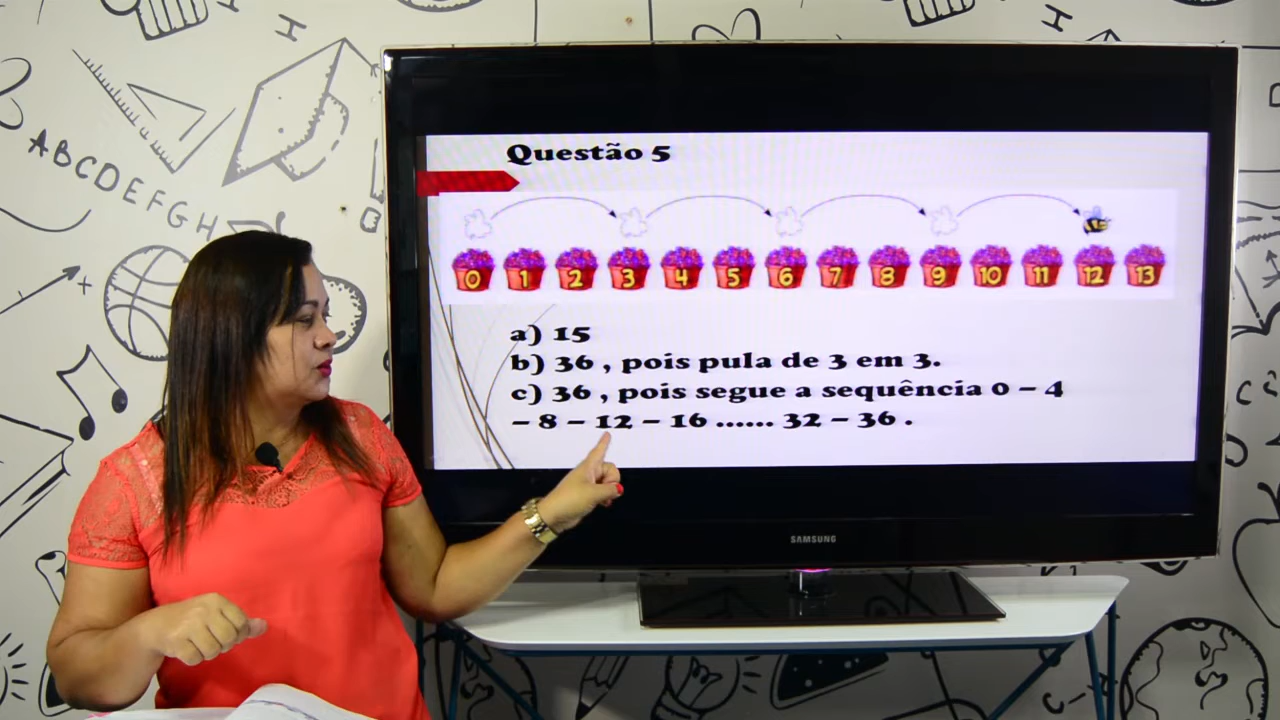 ABCDEFGH
Questão 5
0 1 2 3 4 5 6 7 8 9 10 11 12 13
a) 15
b) 36 , pois pula de 3 em 3.
c) 36 , pois segue a sequência 0 – 4
– 8 – 12 – 16 ...... 32 – 36 .
SAMSUNG